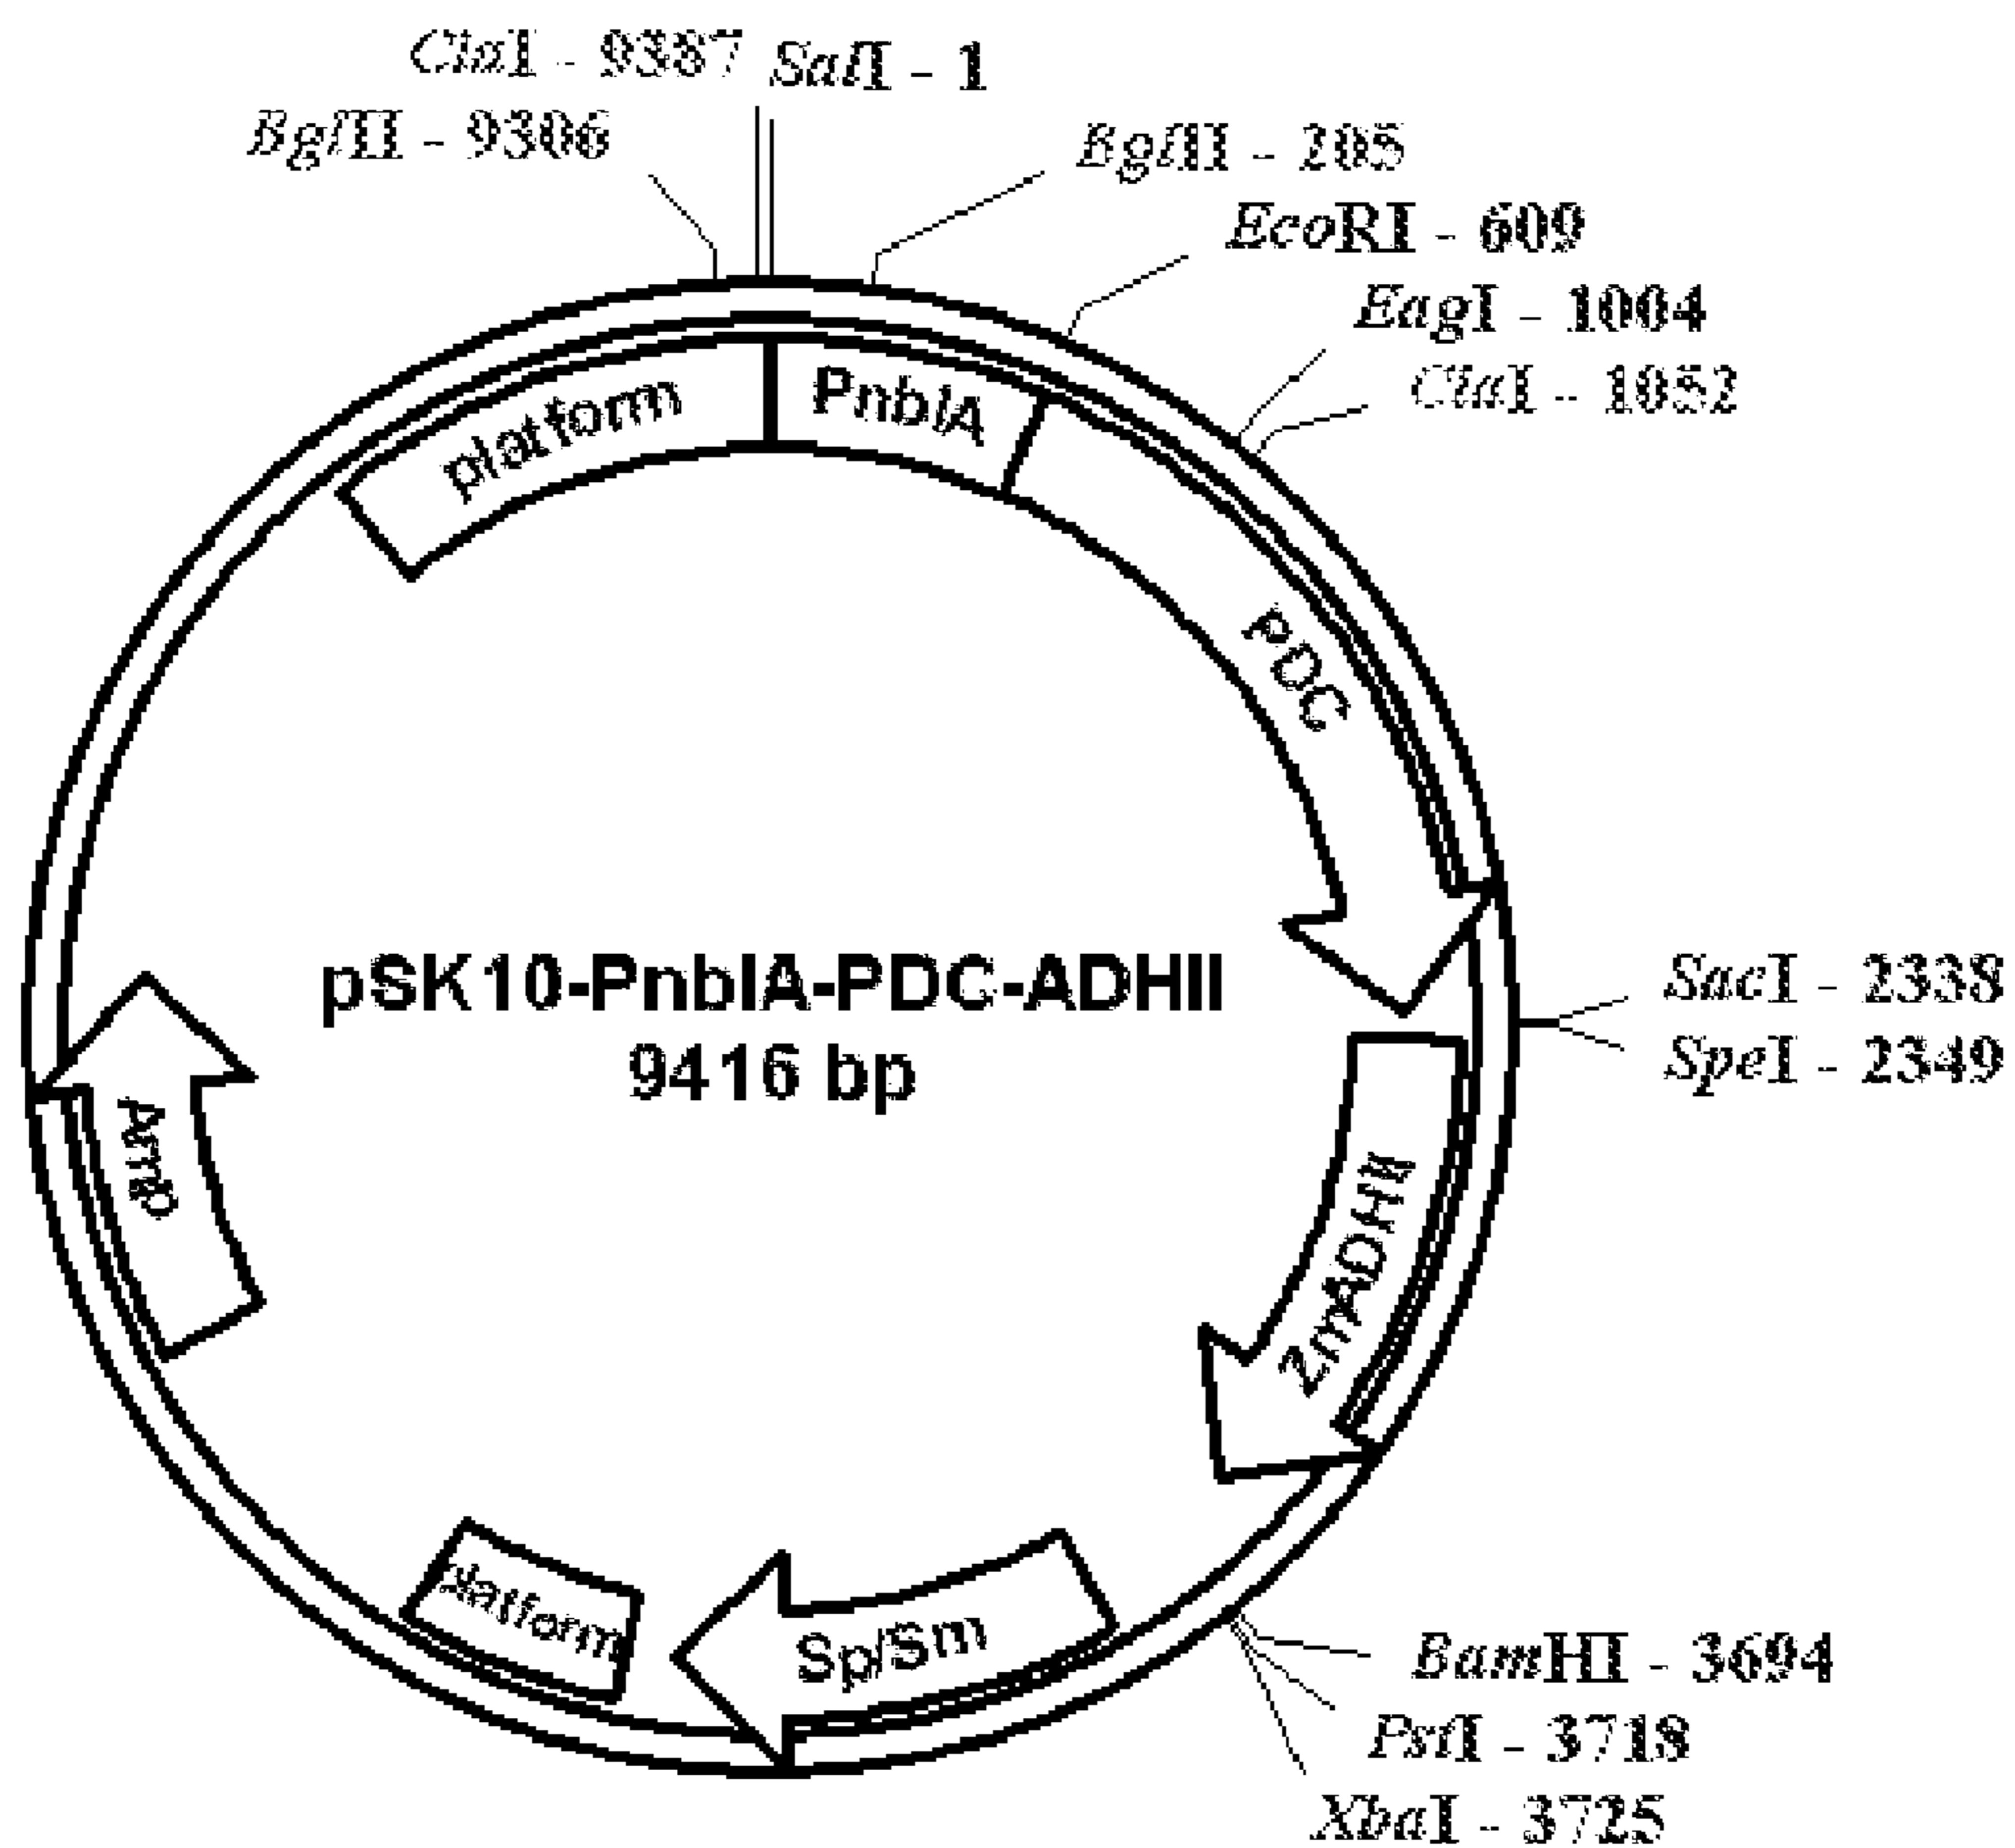 ClaI - 9387
SalI - 1
BglII - 9306
BglII - 205
EcoRI - 609
EagI - 1004
ClaI - 1052
platform
PnblA
PDC
pSK10-PnblA-PDC-ADHII
9416 bp
SacI - 2338
SpeI - 2349
AmP
zmADHII
platform
Sp/Sm
BamHI - 3694
PstI - 3718
XbaI - 3725